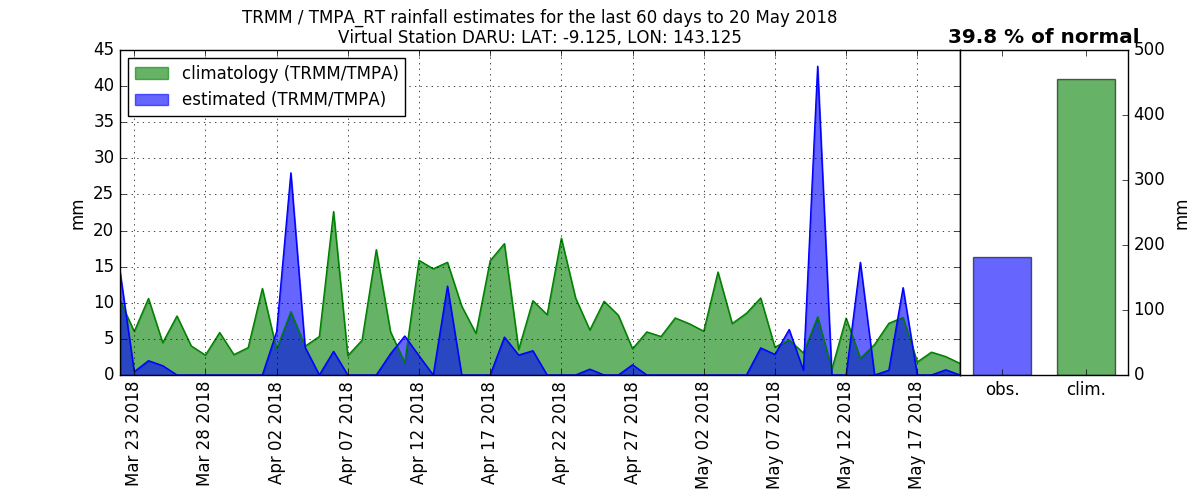 TRMM / TMPA_RT rainfall estimates for the last 60 days to 20 May 2018
Virtual Station DARU: LAT: -9.125, LON: 143.125
39.8 % of normal
climatology (TRMM/TMPA)
estimated (TRMM/TMPA)
mm
45
40
35
30
25
20
15
10
5
0
Mar 23 2018
Mar 28 2018
Apr 02 2018
Apr 07 2018
Apr 12 2018
Apr 17 2018
Apr 22 2018
Apr 27 2018
May 02 2018
May 07 2018
May 12 2018
May 17 2018
500
400
300
200
100
0
mm
obs.
clim.